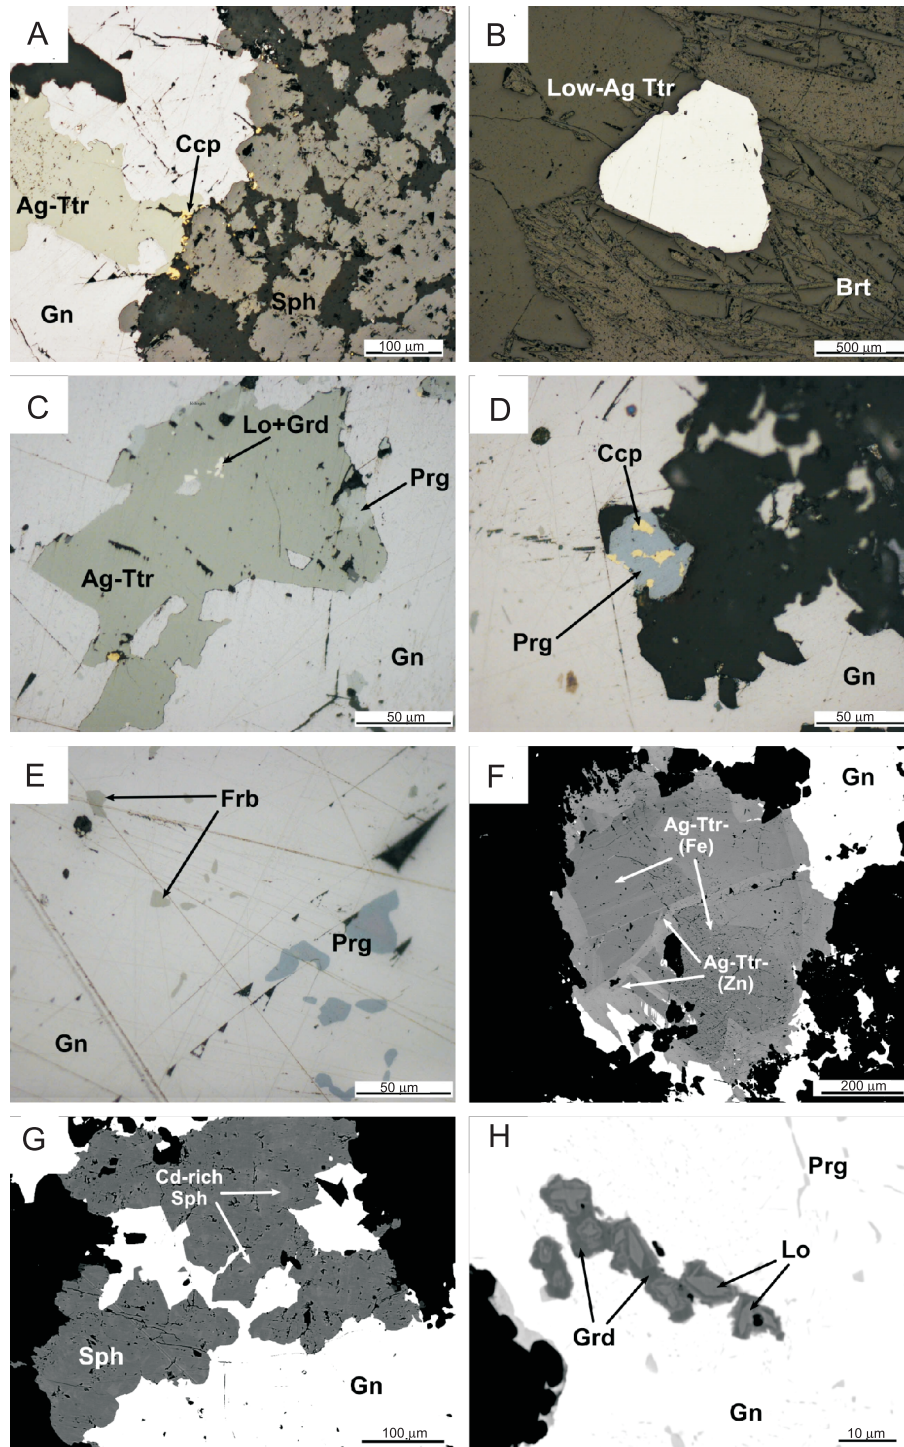 A
Ccp
Ag-Ttr
Gn
Sph
100 µm
B
Low-Ag Ttr
Brt
500 µm
C
Lo+Grd
Prg
Ag-Ttr
Gn
50 µm
D
Ccp
Prg
Gn
50 µm
E
Frb
Prg
Gn
50 µm
F
Gn
Ag-Ttr-
(Fe)
Ag-Ttr-
(Zn)
200 µm
G
Cd-rich
Sph
Sph
Gn
100 µm
H
Prg
Lo
Grd
Gn
10 µm